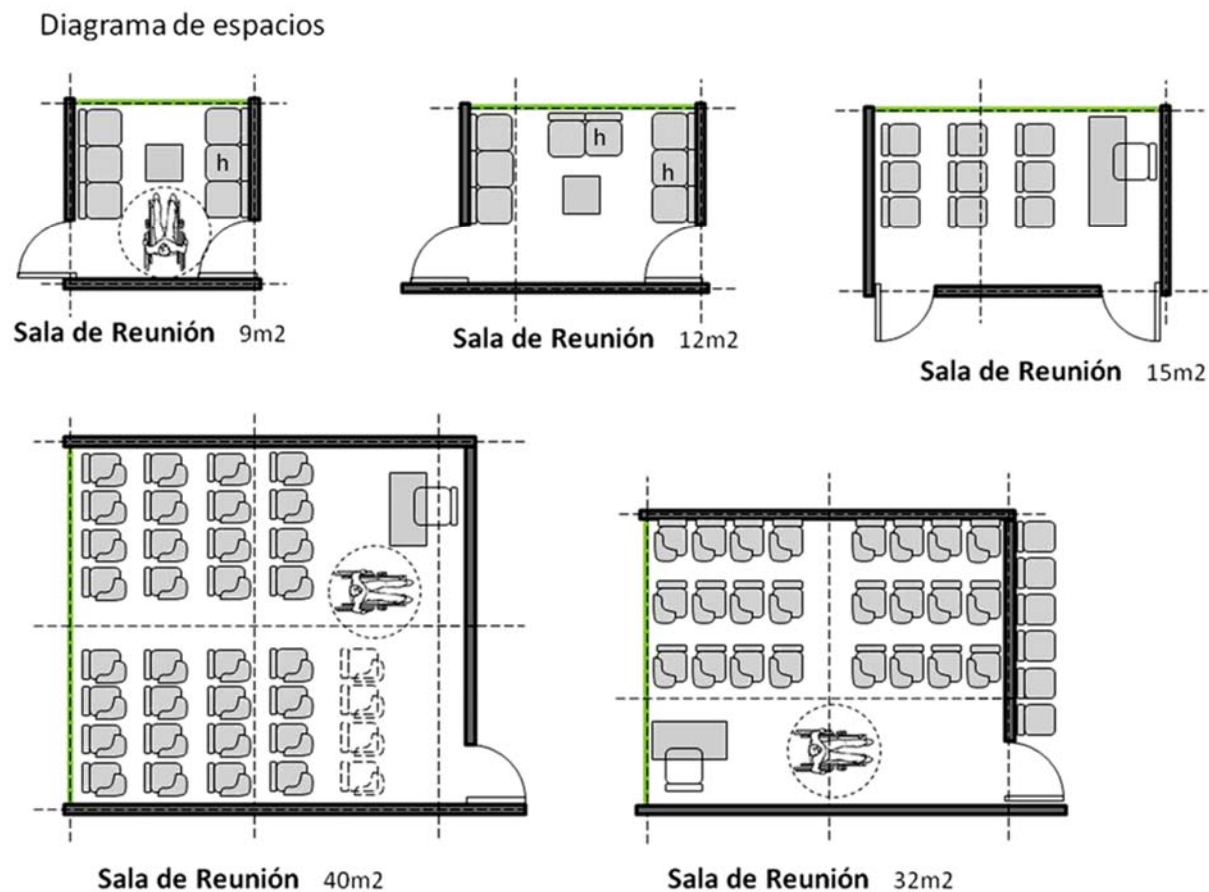 Diagrama de espacios
h
h
h
Sala de Reunión 9m2
Sala de Reunión 12m2
Sala de Reunión 15m2
Sala de Reunión 40m2
Sala de Reunión 32m2